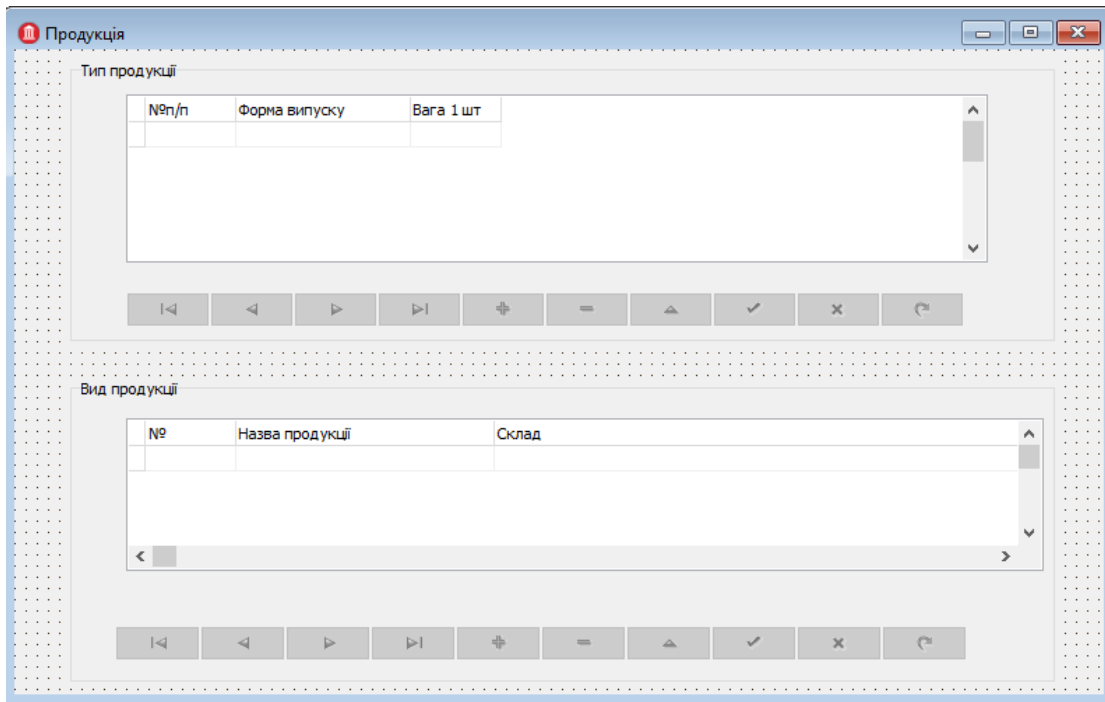 Продукція
Тип продукції
№п/п Форма випуску Вага 1 шт
Вид продукції
№ Назва продукції Склад